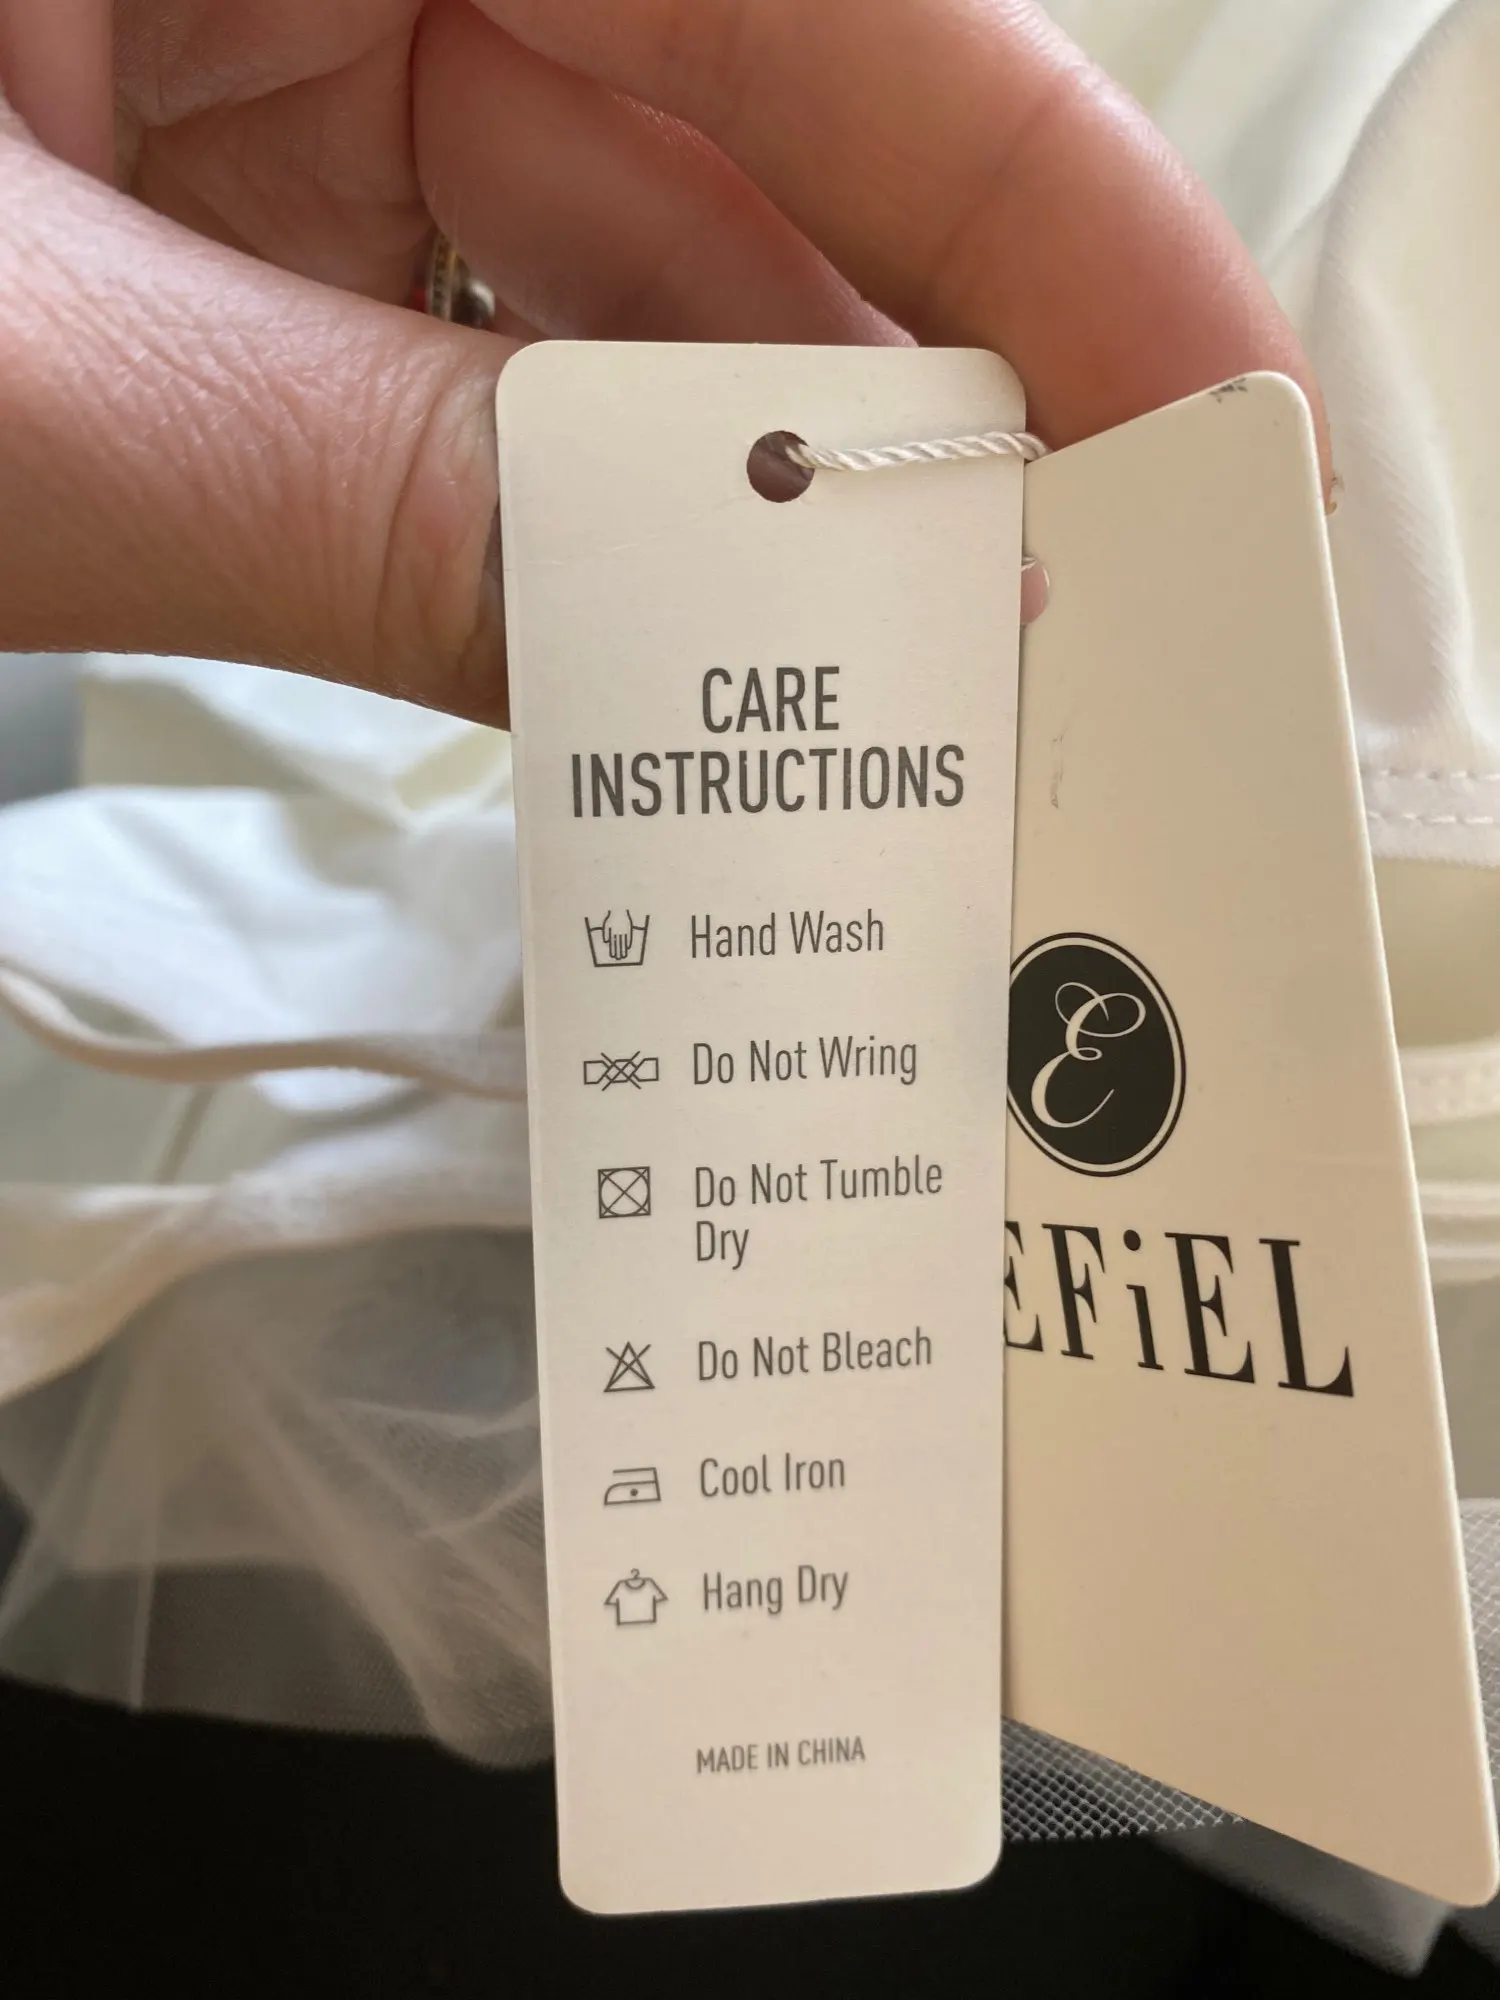 CARE
INSTRUCTIONS
Hand Wash
Do Not Wring
Do Not Tumble
Dry
Do Not Bleach
Cool Iron
Hang Dry
MADE IN CHINA
E
EFiEL